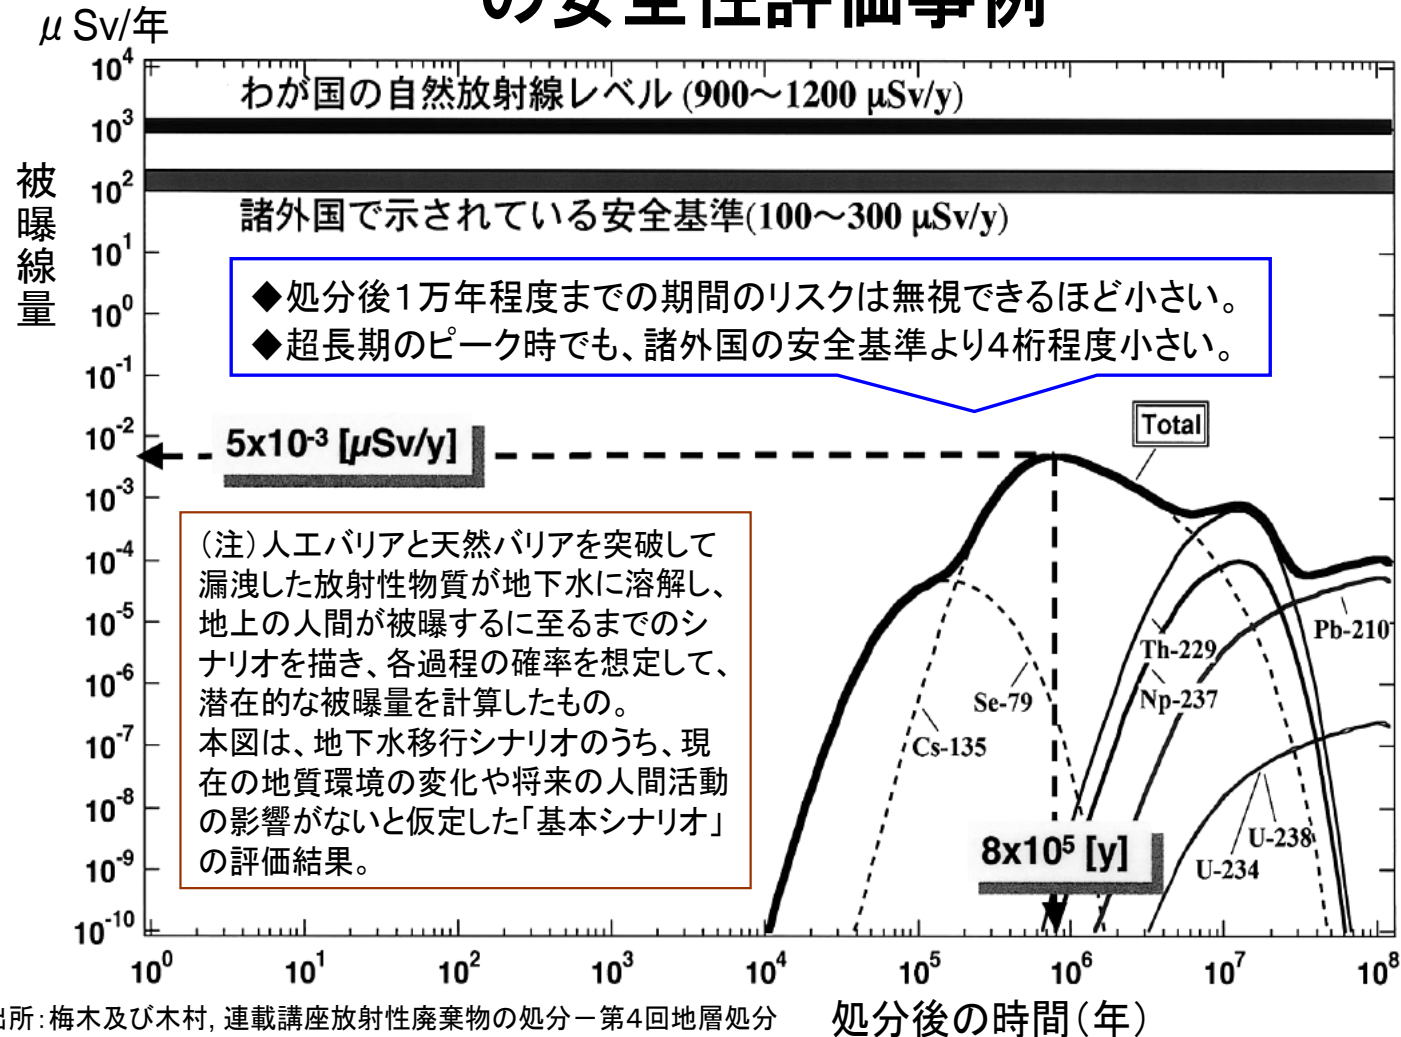 の安全性評価事例
μSv/年
被曝線量
10⁴
10³
10²
10¹
10⁰
10⁻¹
10⁻²
10⁻³
10⁻⁴
10⁻⁵
10⁻⁶
10⁻⁷
10⁻⁸
10⁻⁹
10⁻¹⁰
わが国の自然放射線レベル (900〜1200 μSv/y)
諸外国で示されている安全基準(100〜300 μSv/y)
◆処分後1万年程度までの期間のリスクは無視できるほど小さい。
◆超長期のピーク時でも、諸外国の安全基準より4桁程度小さい。
Total
5x10⁻³ [μSv/y]
(注)人工バリアと天然バリアを突破して
漏洩した放射性物質が地下水に溶解し、
地上の人間が被曝するに至るまでのシ
ナリオを描き、各過程の確率を想定して、
潜在的な被曝量を計算したもの。
本図は、地下水移行シナリオのうち、現
在の地質環境の変化や将来の人間活動
の影響がないと仮定した「基本シナリオ」
の評価結果。
Pb-210
Th-229
Np-237
Se-79
Cs-135
U-238
U-234
8x10⁵ [y]
10⁰ 10¹ 10² 10³ 10⁴ 10⁵ 10⁶ 10⁷ 10⁸
処分後の時間(年)
出所:梅木及び木村, 連載講座放射性廃棄物の処分−第4回地層処分